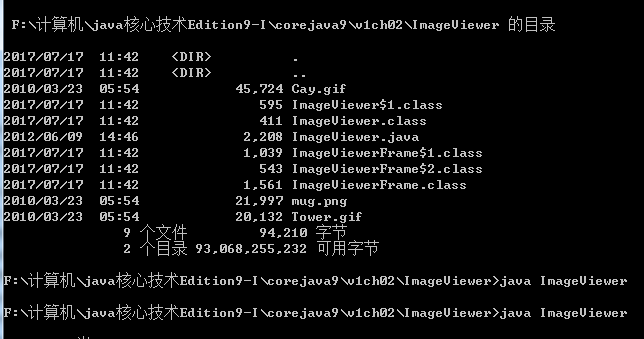 F:\计算机\java核心技术Edition9-I\corejava9\v1ch02\ImageViewer 的目录
2017/07/17  11:42    <DIR>          .
2017/07/17  11:42    <DIR>          ..
2010/03/23  05:54            45,724 Cay.gif
2017/07/17  11:42               595 ImageViewer$1.class
2017/07/17  11:42               411 ImageViewer.class
2012/06/09  14:46             2,208 ImageViewer.java
2017/07/17  11:42             1,039 ImageViewerFrame$1.class
2017/07/17  11:42               543 ImageViewerFrame$2.class
2017/07/17  11:42             1,561 ImageViewerFrame.class
2010/03/23  05:54            21,997 mug.png
2010/03/23  05:54            20,132 Tower.gif
9 个文件         94,210 字节
2 个目录 93,068,255,232 可用字节
F:\计算机\java核心技术Edition9-I\corejava9\v1ch02\ImageViewer>java ImageViewer
F:\计算机\java核心技术Edition9-I\corejava9\v1ch02\ImageViewer>java ImageViewer